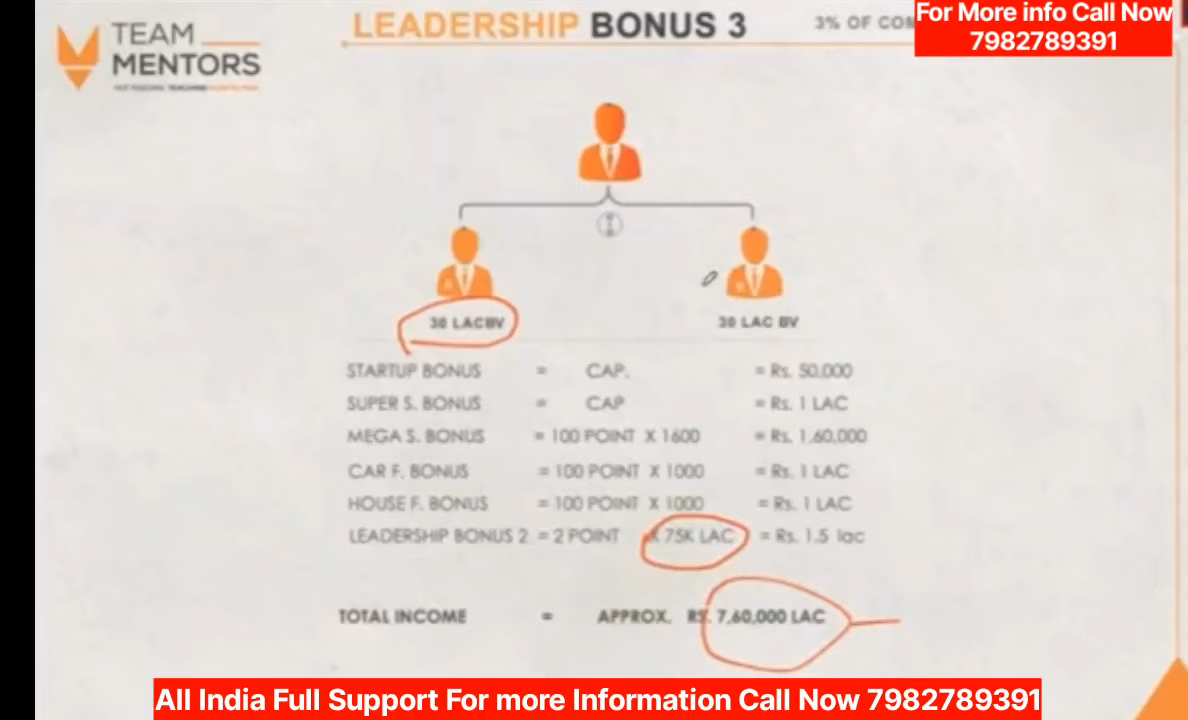 TEAM
MENTORS
LEADERSHIP BONUS 3
3% OF COM
For More info Call Now
7982789391
30 LACBV
30 LAC BV
STARTUP BONUS = CAP. = Rs. 50,000
SUPER S. BONUS = CAP = Rs. 1 LAC
MEGA S. BONUS = 100 POINT X 1600 = Rs. 1,60,000
CAR F. BONUS = 100 POINT X 1000 = Rs. 1 LAC
HOUSE F. BONUS = 100 POINT X 1000 = Rs. 1 LAC
LEADERSHIP BONUS 2 = 2 POINT X 75K LAC = Rs. 1.5 lac
TOTAL INCOME = APPROX. RS. 7,60,000 LAC
All India Full Support For more Information Call Now 7982789391